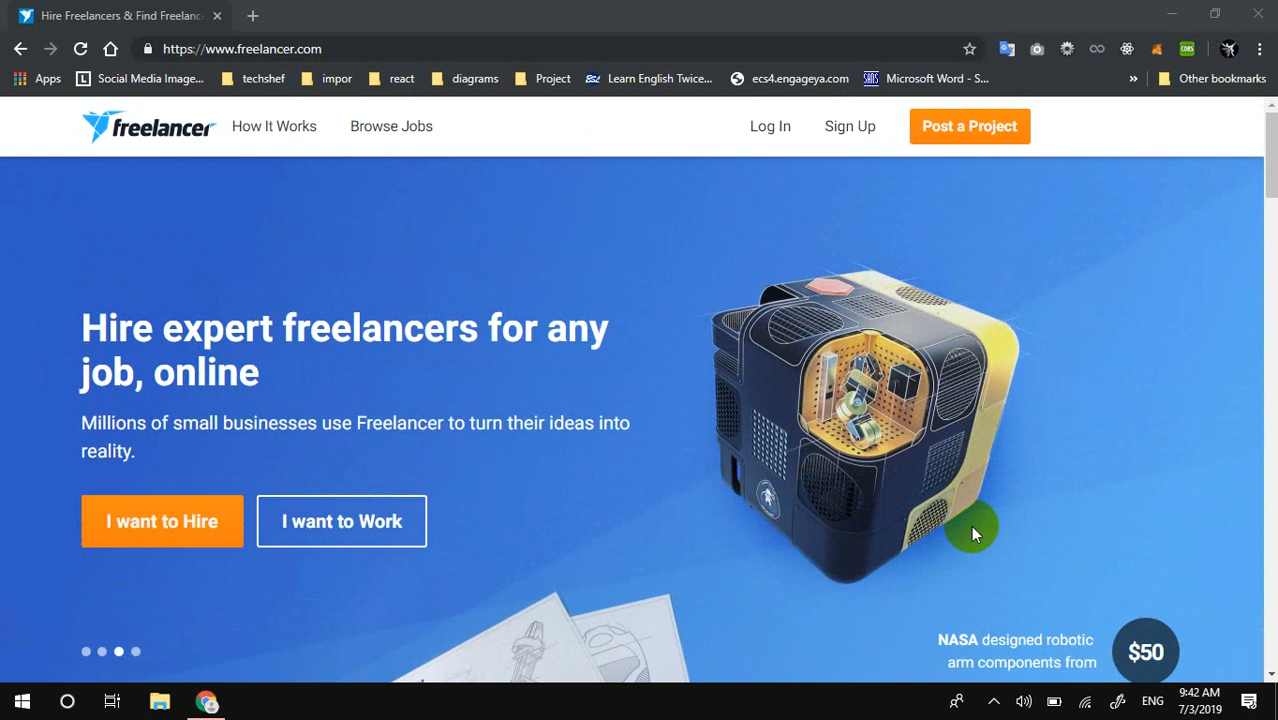 Hire Freelancers & Find Freelanc
https://www.freelancer.com
Apps
Social Media Image...
techshef
impor
react
diagrams
Project
Learn English Twice...
ecs4.engageya.com
Microsoft Word - S...
»
Other bookmarks
CORS
freelancer
How It Works
Browse Jobs
Log In
Sign Up
Post a Project
Hire expert freelancers for any
job, online
Millions of small businesses use Freelancer to turn their ideas into
reality.
I want to Hire
I want to Work
NASA designed robotic
arm components from
$50
ENG
9:42 AM
7/3/2019